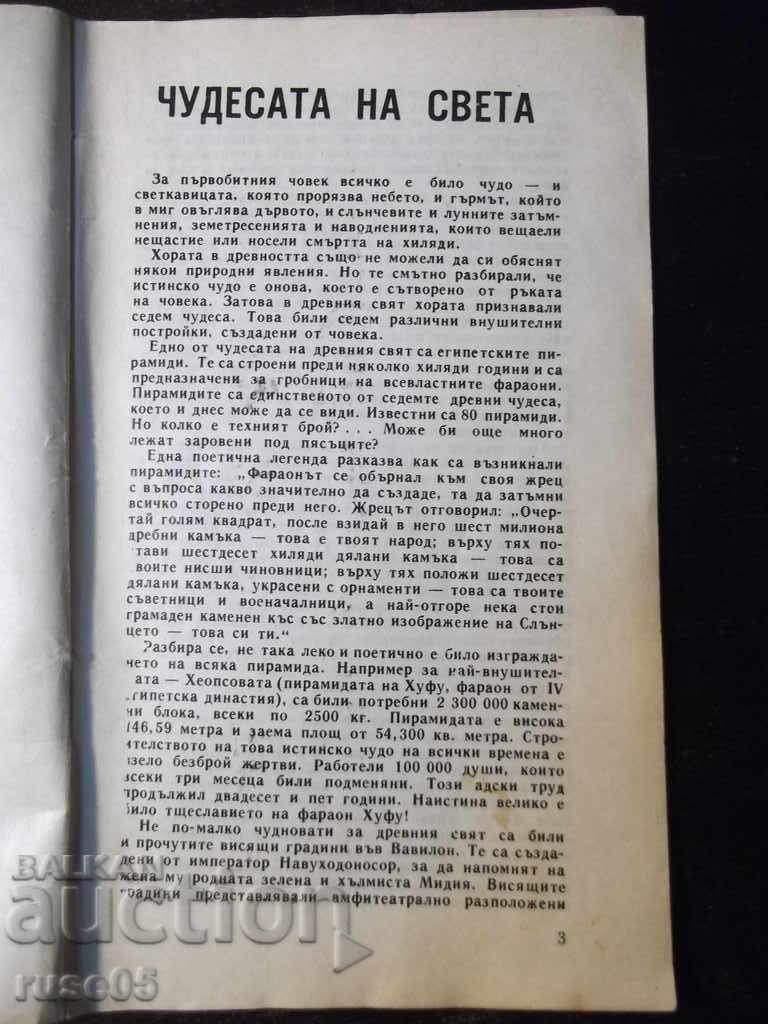 ЧУДЕСАТА НА СВЕТА
За първобитния човек всичко е било чудо — и
светкавицата, която прорязва небето, и гърмът, който
в миг овъглява дървото, и слънчевите и лунните затъм-
нения, земетресенията и наводненията, които вещаели
нещастие или носели смъртта на хиляди.
Хората в древността също не можели да си обяснят
някои природни явления. Но те смътно разбирали, че
истинско чудо е онова, което е сътворено от ръката
на човека. Затова в древния свят хората признавали
седем чудеса. Това били седем различни внушителни
постройки, създадени от човека.
Едно от чудесата на древния свят са египетските пи-
рамиди. Те са строени преди няколко хиляди години и са
предназначени за гробници на всевластните фараони.
Пирамидите са единственото от седемте древни чудеса,
което и днес може да се види. Известни са 80 пирамиди.
Но колко е техният брой?... Може би още много
лежат заровени под пясъците?
Една поетична легенда разказва как са възникнали
пирамидите: „Фараонът се обърнал към своя жрец
с въпроса какво значително да създаде, та да затъмни
всичко сторено преди него. Жрецът отговорил: „Очер-
тай голям квадрат, после взидай в него шест милиона
дребни камъка — това е твоят народ; върху тях по-
тави шестдесет хиляди дялани камъка — това са
воите нисши чиновници; върху тях положи шестдесет
дялани камъка, украсени с орнаменти — това са твоите
съветници и военачалници, а най-отгоре нека стои
грамаден каменен къс със златно изображение на Слън-
цето — това си ти.“
Разбира се, не така леко и поетично е било изгражда-
ането на всяка пирамида. Например за най-внушител-
ата — Хеопсовата (пирамидата на Хуфу, фараон от IV
египетска династия), са били потребни 2 300 000 камен-
ни блока, всеки по 2500 кг. Пирамидата е висока
146,59 метра и заема площ от 54,300 кв. метра. Стро-
ителството на това истинско чудо на всички времена е
взело безброй жертви. Работели 100 000 души, които
всеки три месеца били подменяни. Този адски труд
продължил двадесет и пет години. Наистина велико е
било тщеславието на фараон Хуфу!
Не по-малко чудновати за древния свят са били
и прочутите висящи градини във Вавилон. Те са създа-
дени от император Навуходоносор, за да напомнят на
жена му родната зелена и хълмиста Мидия. Висящите
градини представлявали амфитеатрално разположени
3
BALKAN
auction
ruse05